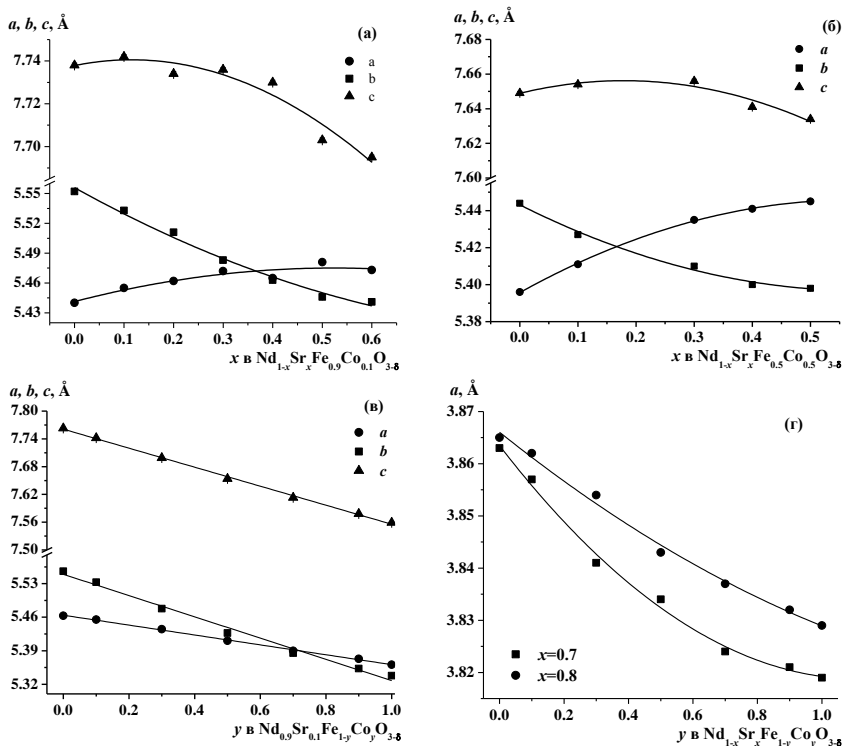 a, b, c, Å
(а)
a
b
c
7.74
7.72
7.70
5.55
5.52
5.49
5.46
5.43
0.0 0.1 0.2 0.3 0.4 0.5 0.6
x в Nd1-xSrxFe0.9Co0.1O3-δ
a, b, c, Å
(б)
a
b
c
7.68
7.66
7.64
7.62
7.60
5.44
5.42
5.40
5.38
0.0 0.1 0.2 0.3 0.4 0.5
x в Nd1-xSrxFe0.5Co0.5O3-δ
a, b, c, Å
(в)
a
b
c
7.80
7.74
7.68
7.62
7.56
7.50
5.53
5.46
5.39
5.32
0.0 0.2 0.4 0.6 0.8 1.0
y в Nd0.9Sr0.1Fe1-yCoyO3-δ
a, Å
(г)
3.87
3.86
3.85
3.84
3.83
3.82
x=0.7
x=0.8
0.0 0.2 0.4 0.6 0.8 1.0
y в Nd1-xSrxFe1-yCoyO3-δ